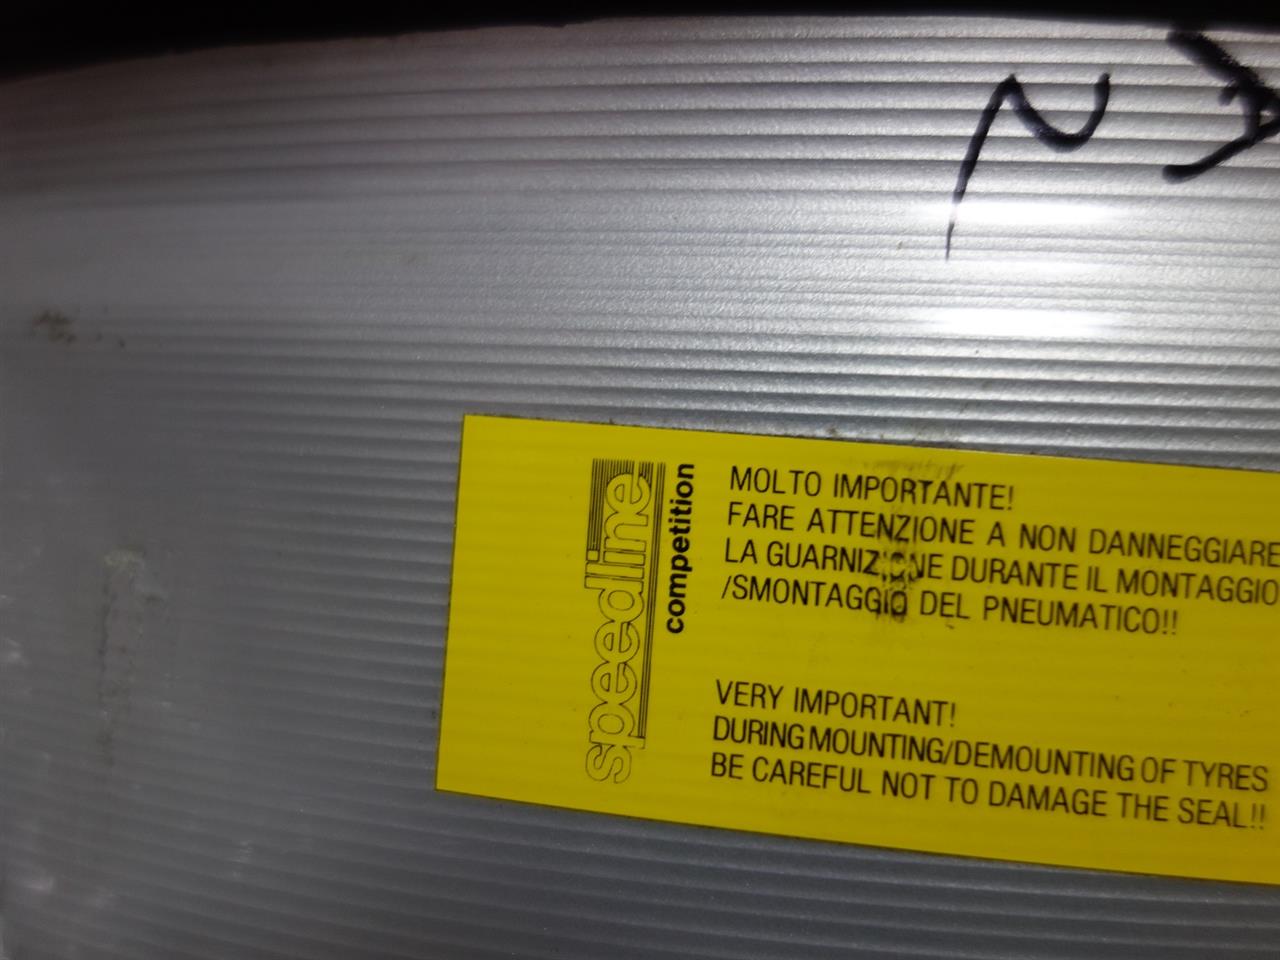 speedline
competition
MOLTO IMPORTANTE!
FARE ATTENZIONE A NON DANNEGGIARE
LA GUARNIZIONE DURANTE IL MONTAGGIO
/SMONTAGGIO DEL PNEUMATICO!!
VERY IMPORTANT!
DURING MOUNTING/DEMOUNTING OF TYRES
BE CAREFUL NOT TO DAMAGE THE SEAL!!